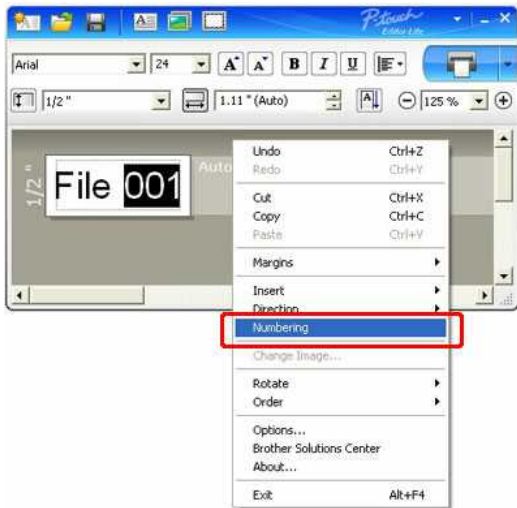 P-touch
Editor Lite
Arial 24 A A B I U
1/2 " 1.11 " (Auto) A 125 %
1/2 "
File 001
Auto
Undo Ctrl+Z
Redo Ctrl+Y
Cut Ctrl+X
Copy Ctrl+C
Paste Ctrl+V
Margins
Insert
Direction
Numbering
Change Image...
Rotate
Order
Options...
Brother Solutions Center
About...
Exit Alt+F4